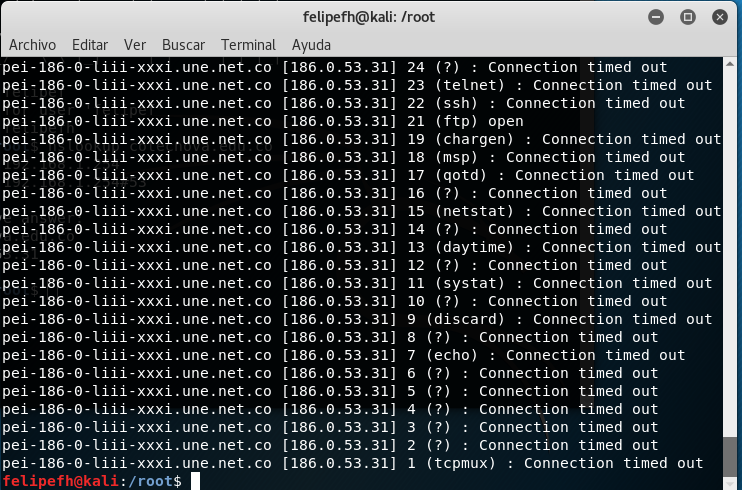 felipefh@kali: /root
Archivo Editar Ver Buscar Terminal Ayuda
pei-186-0-liii-xxxi.une.net.co [186.0.53.31] 24 (?) : Connection timed out
pei-186-0-liii-xxxi.une.net.co [186.0.53.31] 23 (telnet) : Connection timed out
pei-186-0-liii-xxxi.une.net.co [186.0.53.31] 22 (ssh) : Connection timed out
pei-186-0-liii-xxxi.une.net.co [186.0.53.31] 21 (ftp) open
pei-186-0-liii-xxxi.une.net.co [186.0.53.31] 19 (chargen) : Connection timed out
pei-186-0-liii-xxxi.une.net.co [186.0.53.31] 18 (msp) : Connection timed out
pei-186-0-liii-xxxi.une.net.co [186.0.53.31] 17 (qotd) : Connection timed out
pei-186-0-liii-xxxi.une.net.co [186.0.53.31] 16 (?) : Connection timed out
pei-186-0-liii-xxxi.une.net.co [186.0.53.31] 15 (netstat) : Connection timed out
pei-186-0-liii-xxxi.une.net.co [186.0.53.31] 14 (?) : Connection timed out
pei-186-0-liii-xxxi.une.net.co [186.0.53.31] 13 (daytime) : Connection timed out
pei-186-0-liii-xxxi.une.net.co [186.0.53.31] 12 (?) : Connection timed out
pei-186-0-liii-xxxi.une.net.co [186.0.53.31] 11 (systat) : Connection timed out
pei-186-0-liii-xxxi.une.net.co [186.0.53.31] 10 (?) : Connection timed out
pei-186-0-liii-xxxi.une.net.co [186.0.53.31] 9 (discard) : Connection timed out
pei-186-0-liii-xxxi.une.net.co [186.0.53.31] 8 (?) : Connection timed out
pei-186-0-liii-xxxi.une.net.co [186.0.53.31] 7 (echo) : Connection timed out
pei-186-0-liii-xxxi.une.net.co [186.0.53.31] 6 (?) : Connection timed out
pei-186-0-liii-xxxi.une.net.co [186.0.53.31] 5 (?) : Connection timed out
pei-186-0-liii-xxxi.une.net.co [186.0.53.31] 4 (?) : Connection timed out
pei-186-0-liii-xxxi.une.net.co [186.0.53.31] 3 (?) : Connection timed out
pei-186-0-liii-xxxi.une.net.co [186.0.53.31] 2 (?) : Connection timed out
pei-186-0-liii-xxxi.une.net.co [186.0.53.31] 1 (tcpmux) : Connection timed out
felipefh@kali:/root$